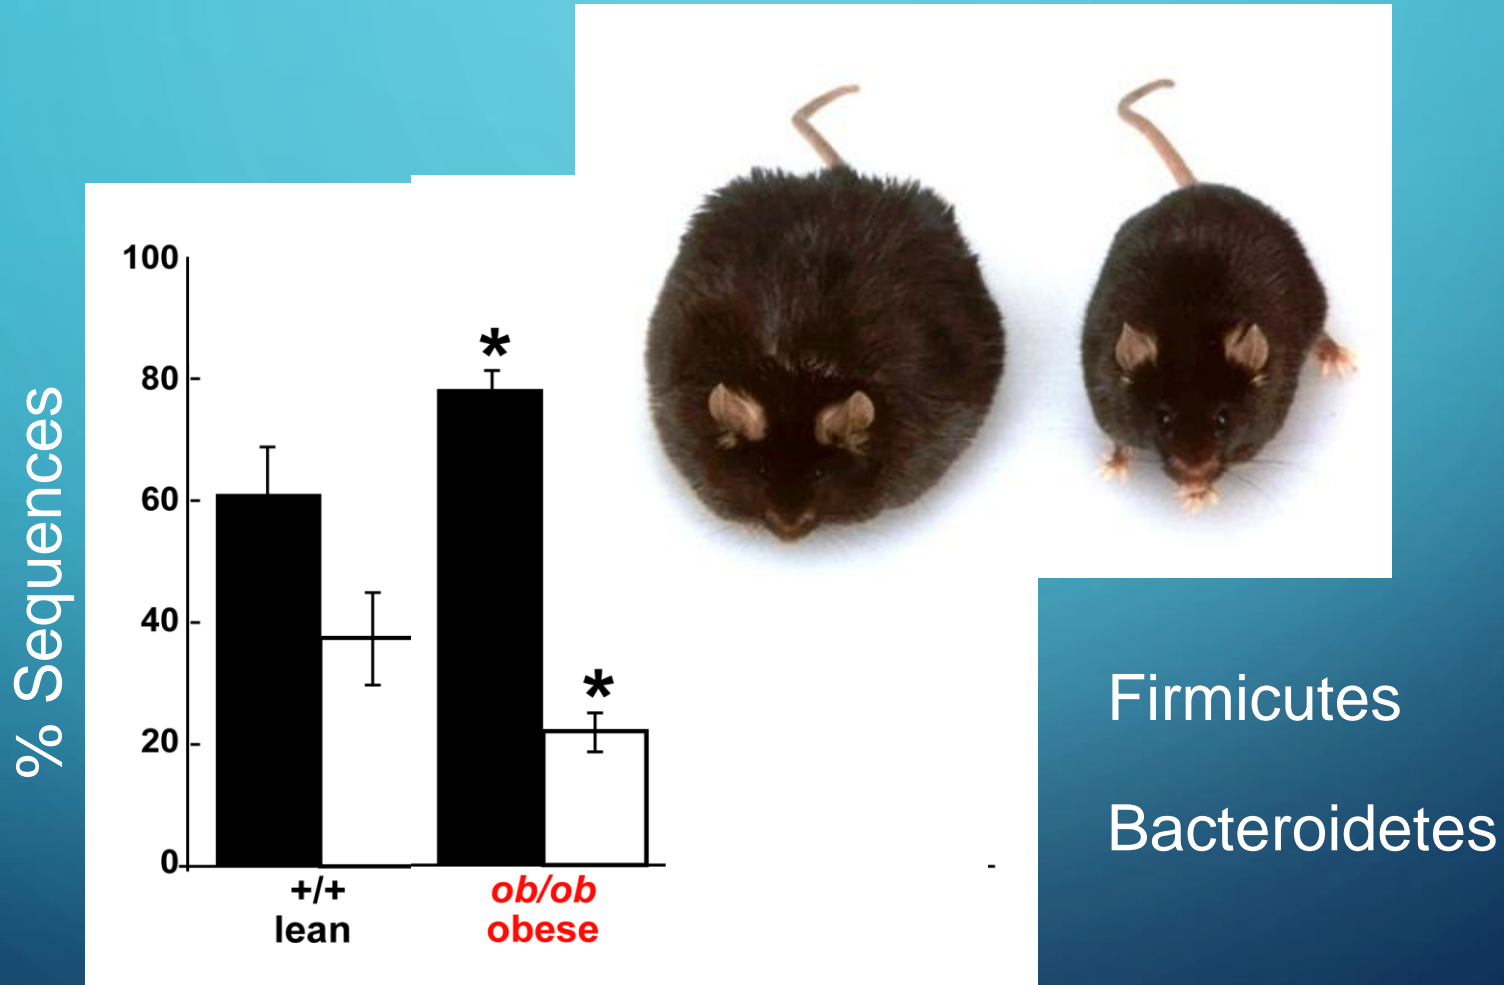 % Sequences
100
80
60
40
20
0
*
*
+/+
lean
ob/ob
obese
Firmicutes
Bacteroidetes